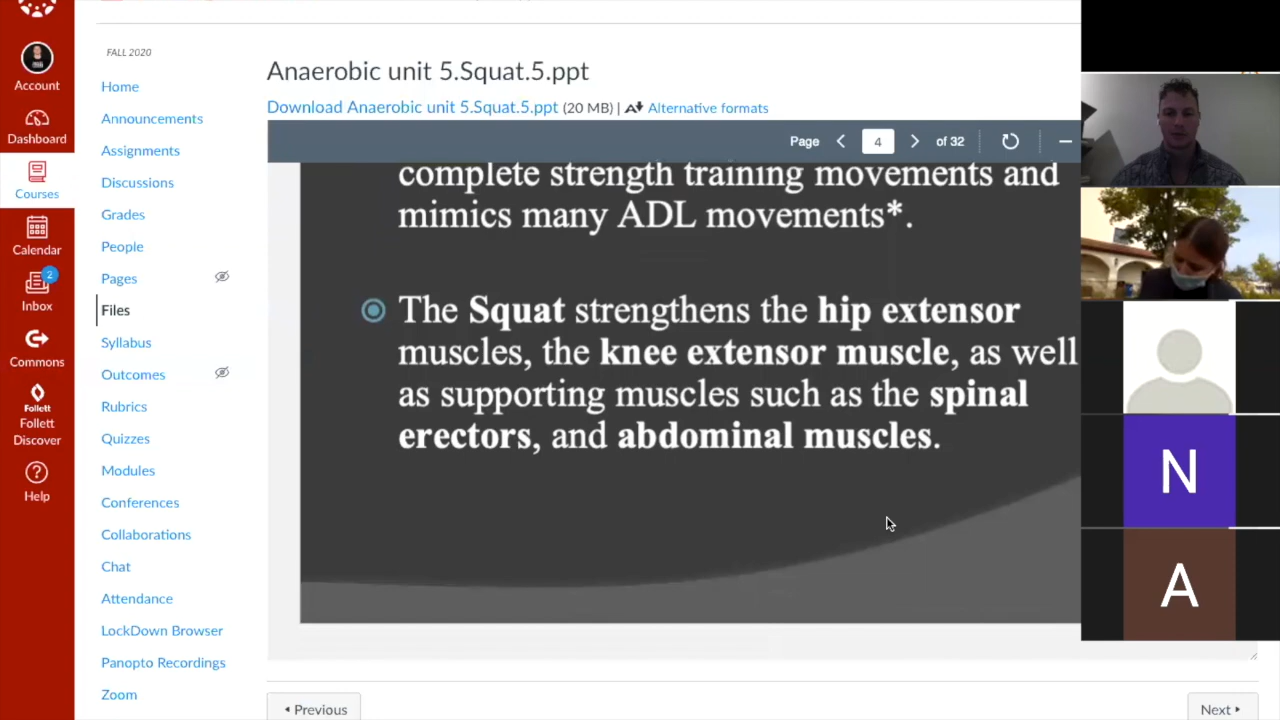 Account
Dashboard
Courses
Calendar
2
Inbox
Commons
Follett
Follett
Discover
Help
FALL 2020
Home
Announcements
Assignments
Discussions
Grades
People
Pages
Files
Syllabus
Outcomes
Rubrics
Quizzes
Modules
Conferences
Collaborations
Chat
Attendance
LockDown Browser
Panopto Recordings
Zoom
Anaerobic unit 5.Squat.5.ppt
Download Anaerobic unit 5.Squat.5.ppt (20 MB) | Alternative formats
Page 4 of 32
complete strength training movements and
mimics many ADL movements*.
The Squat strengthens the hip extensor
muscles, the knee extensor muscle, as well
as supporting muscles such as the spinal
erectors, and abdominal muscles.
Previous
Next
N
A